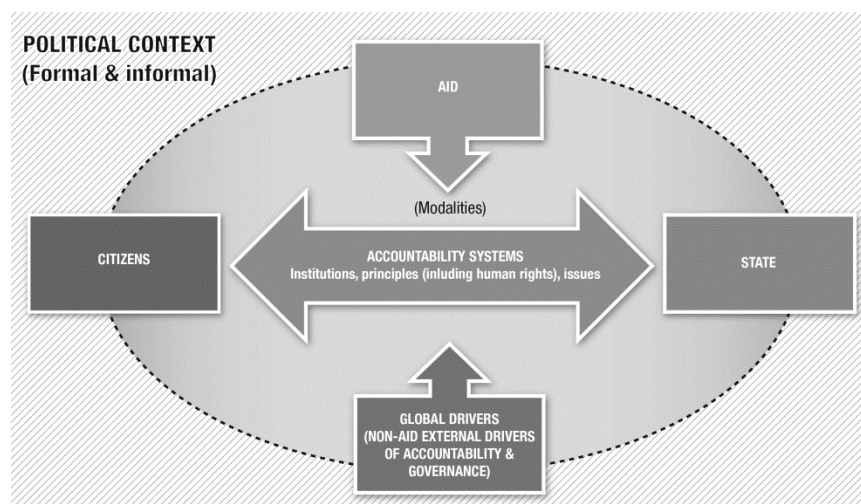 POLITICAL CONTEXT
(Formal & informal)
AID
(Modalities)
CITIZENS
ACCOUNTABILITY SYSTEMS
Institutions, principles (inluding human rights), issues
STATE
GLOBAL DRIVERS
(NON-AID EXTERNAL DRIVERS
OF ACCOUNTABILITY &
GOVERNANCE)